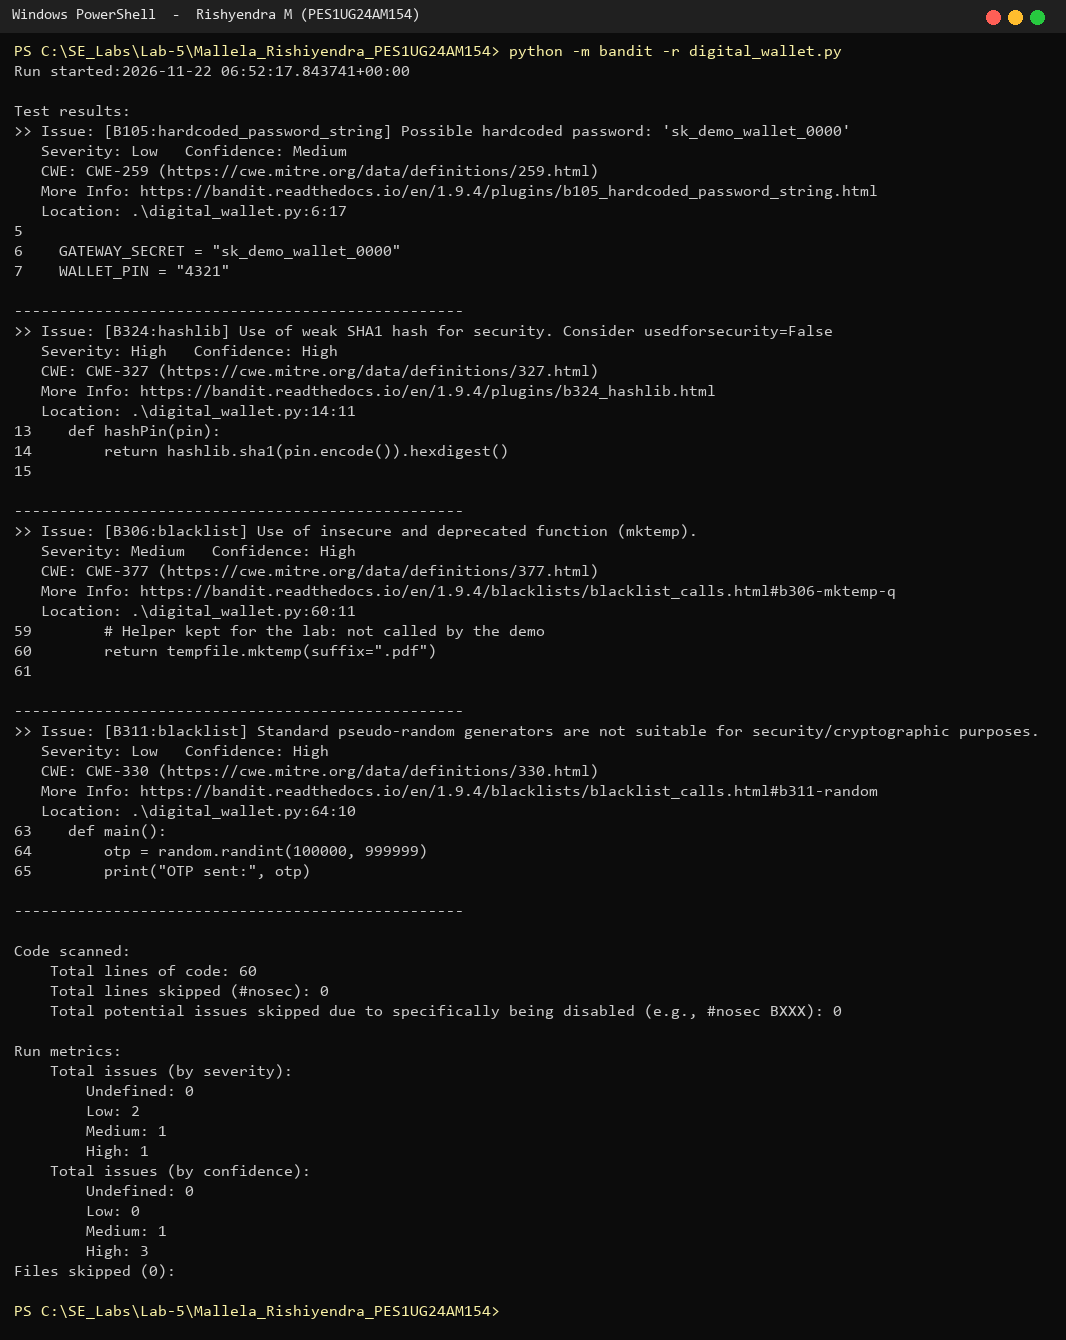 Windows PowerShell  -  Rishyendra M (PES1UG24AM154)
PS C:\SE_Labs\Lab-5\Mallela_Rishiyendra_PES1UG24AM154> python -m bandit -r digital_wallet.py
Run started:2026-11-22 06:52:17.843741+00:00

Test results:
>> Issue: [B105:hardcoded_password_string] Possible hardcoded password: 'sk_demo_wallet_0000'
   Severity: Low   Confidence: Medium
   CWE: CWE-259 (https://cwe.mitre.org/data/definitions/259.html)
   More Info: https://bandit.readthedocs.io/en/1.9.4/plugins/b105_hardcoded_password_string.html
   Location: .\digital_wallet.py:6:17
5
6    GATEWAY_SECRET = "sk_demo_wallet_0000"
7    WALLET_PIN = "4321"

--------------------------------------------------
>> Issue: [B324:hashlib] Use of weak SHA1 hash for security. Consider usedforsecurity=False
   Severity: High   Confidence: High
   CWE: CWE-327 (https://cwe.mitre.org/data/definitions/327.html)
   More Info: https://bandit.readthedocs.io/en/1.9.4/plugins/b324_hashlib.html
   Location: .\digital_wallet.py:14:11
13    def hashPin(pin):
14        return hashlib.sha1(pin.encode()).hexdigest()
15

--------------------------------------------------
>> Issue: [B306:blacklist] Use of insecure and deprecated function (mktemp).
   Severity: Medium   Confidence: High
   CWE: CWE-377 (https://cwe.mitre.org/data/definitions/377.html)
   More Info: https://bandit.readthedocs.io/en/1.9.4/blacklists/blacklist_calls.html#b306-mktemp-q
   Location: .\digital_wallet.py:60:11
59        # Helper kept for the lab: not called by the demo
60        return tempfile.mktemp(suffix=".pdf")
61

--------------------------------------------------
>> Issue: [B311:blacklist] Standard pseudo-random generators are not suitable for security/cryptographic purposes.
   Severity: Low   Confidence: High
   CWE: CWE-330 (https://cwe.mitre.org/data/definitions/330.html)
   More Info: https://bandit.readthedocs.io/en/1.9.4/blacklists/blacklist_calls.html#b311-random
   Location: .\digital_wallet.py:64:10
63    def main():
64        otp = random.randint(100000, 999999)
65        print("OTP sent:", otp)

--------------------------------------------------

Code scanned:
    Total lines of code: 60
    Total lines skipped (#nosec): 0
    Total potential issues skipped due to specifically being disabled (e.g., #nosec BXXX): 0

Run metrics:
    Total issues (by severity):
        Undefined: 0
        Low: 2
        Medium: 1
        High: 1
    Total issues (by confidence):
        Undefined: 0
        Low: 0
        Medium: 1
        High: 3
Files skipped (0):

PS C:\SE_Labs\Lab-5\Mallela_Rishiyendra_PES1UG24AM154>